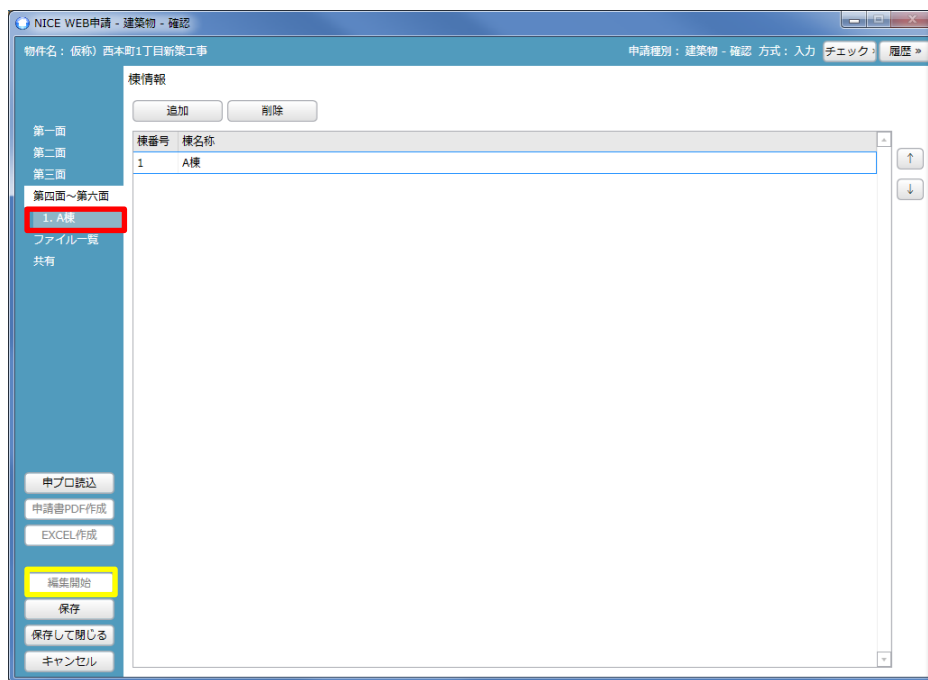 NICE WEB申請 - 建築物 - 確認
物件名： 仮称）西本町1丁目新築工事
申請種別：建築物 - 確認 方式：入力
チェック »
履歴 »
第一面
第二面
第三面
第四面～第六面
1. A棟
ファイル一覧
共有
申プロ読込
申請書PDF作成
EXCEL作成
編集開始
保存
保存して閉じる
キャンセル
棟情報
追加 削除
棟番号 棟名称
1 A棟
↑
↓